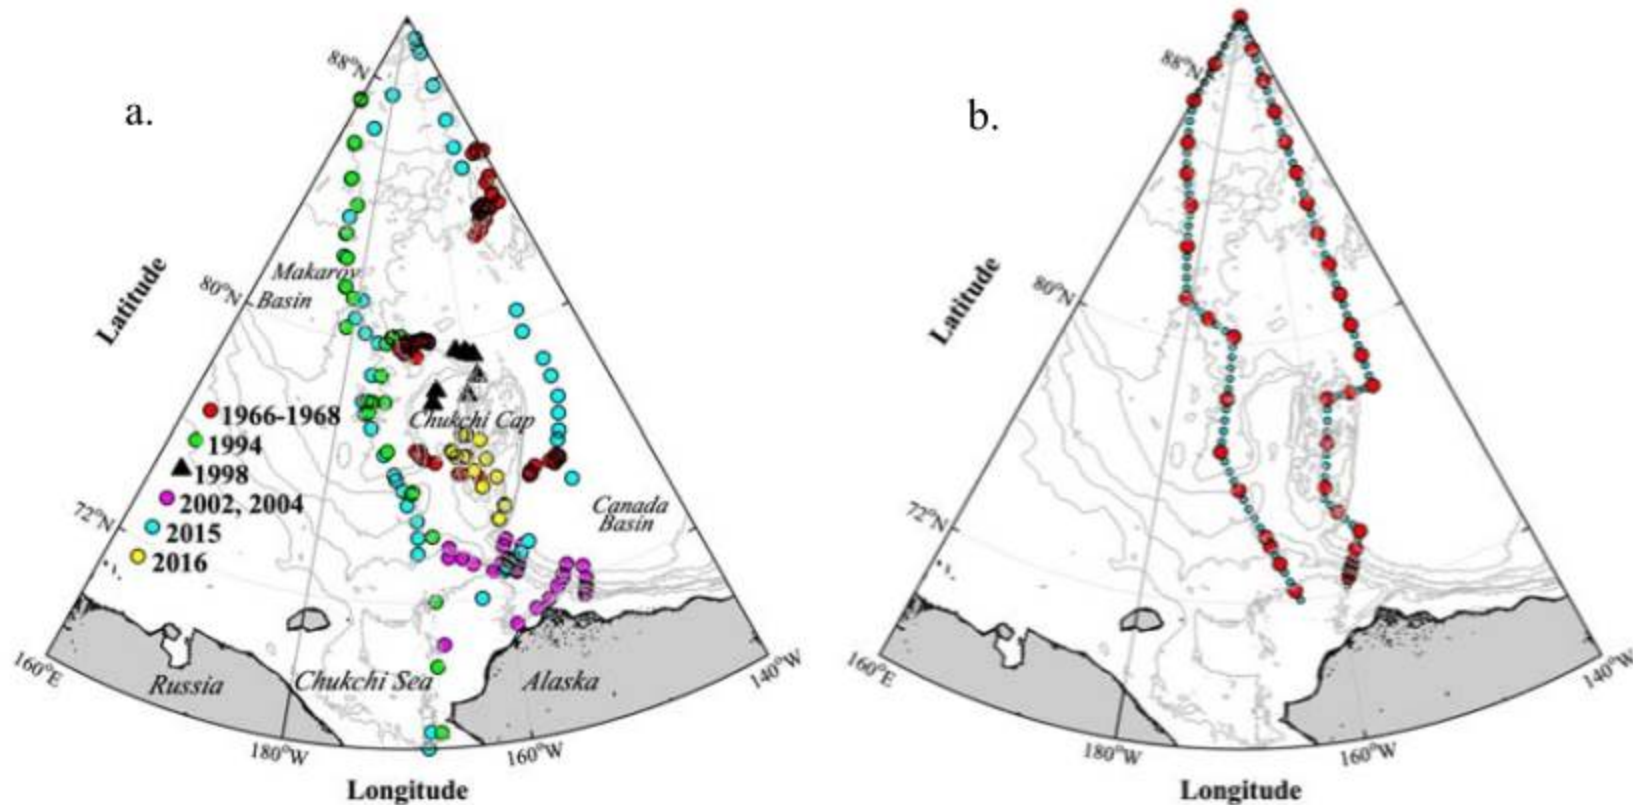 a.
88°N
Makarov
Basin
80°N
Latitude
Chukchi Cap
1966-1968
1994
1998
2002, 2004
2015
2016
Canada
Basin
72°N
160°E
Russia
Chukchi Sea
Alaska
140°W
180°W
160°W
Longitude
b.
88°N
80°N
Latitude
72°N
160°E
140°W
180°W
160°W
Longitude